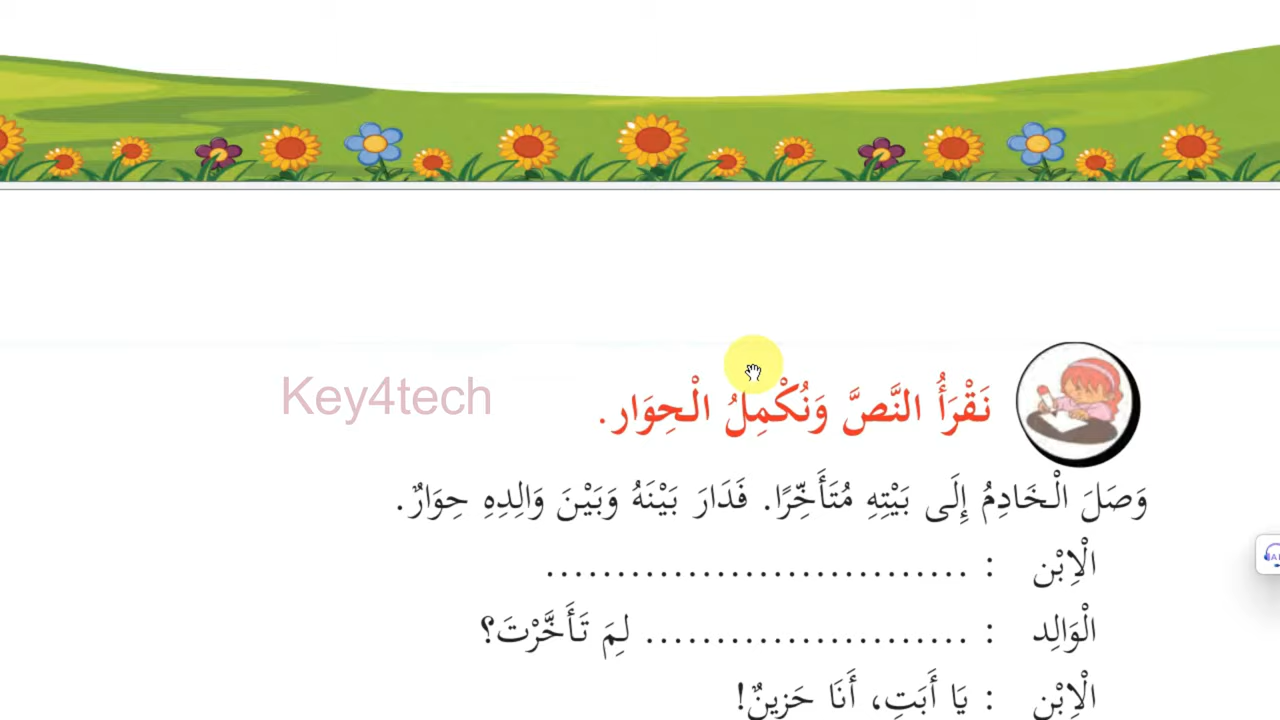 Key4tech
نَقْرَأُ النَّصَّ وَنُكْمِلُ الْحِوَار.
وَصَلَ الْخَادِمُ إِلَى بَيْتِهِ مُتَأَخِّرًا. فَدَارَ بَيْنَهُ وَبَيْنَ وَالِدِهِ حِوَارٌ.
الْاِبْن : ..............................
الْوَالِد : ....................... لِمَ تَأَخَّرْتَ؟
الْاِبْن : يَا أَبَتِ، أَنَا حَزِينٌ!